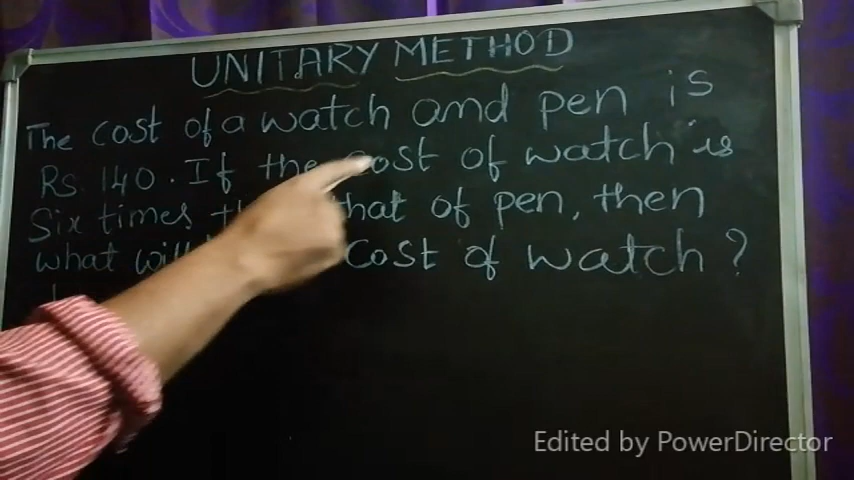 UNITARY METHOD
The cost of a watch and pen is
Rs 140. If the cost of watch is
Six times that of pen, then
what will cost of watch?
Edited by PowerDirector